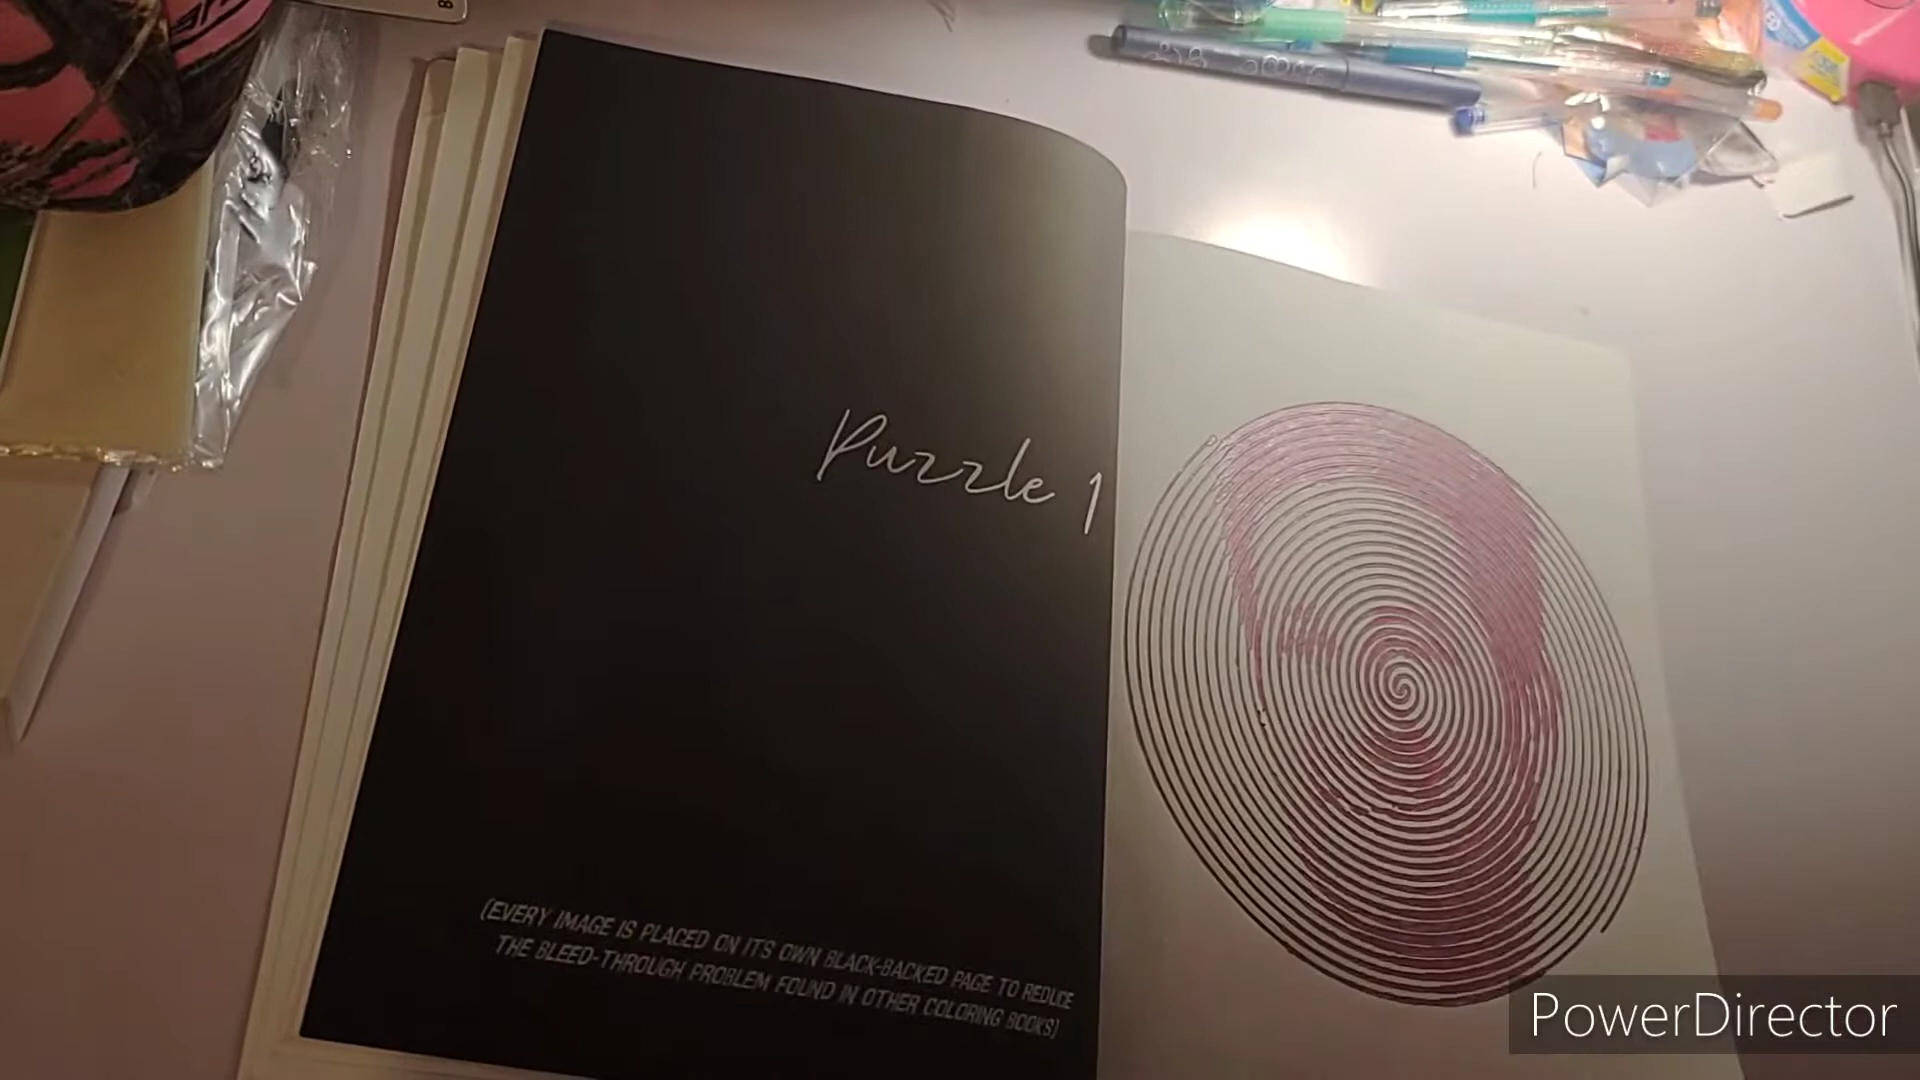 Puzzle 1
(EVERY IMAGE IS PLACED ON ITS OWN BLACK-BACKED PAGE TO REDUCE
THE BLEED-THROUGH PROBLEM FOUND IN OTHER COLORING BOOKS)
PowerDirector